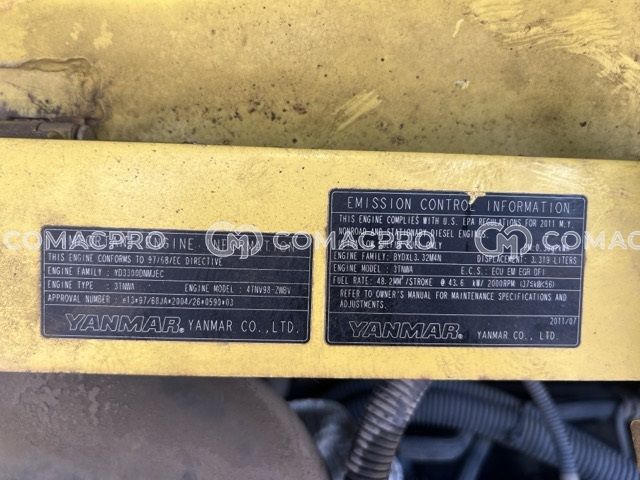 THIS ENGINE CONFORMS TO 97/68/EC DIRECTIVE
ENGINE FAMILY : YD3300DNMJEC
ENGINE TYPE : 3TNWA ENGINE MODEL : 4TNV98-ZWBV
APPROVAL NUMBER : e13*97/68JA*2004/26*0590*03
YANMAR® YANMAR CO.,LTD.
EMISSION CONTROL INFORMATION
THIS ENGINE COMPLIES WITH U.S. EPA REGULATIONS FOR 2011 M.Y.
NONROAD AND STATIONARY DIESEL
ENGINE FAMILY : BYDXL3.32M4N DISPLACEMENT: 3.319 LITERS
ENGINE MODEL : 3TNWA E.C.S. : ECU EM EGR DFI
FUEL RATE: 48.2MM³/STROKE @ 43.6 kW/ 2000RPM
REFER TO OWNER'S MANUAL FOR MAINTENANCE SPECIFICATIONS AND
ADJUSTMENTS.
2011/07
YANMAR® YANMAR CO.,LTD.
COMACPRO CM COMACPRO CM